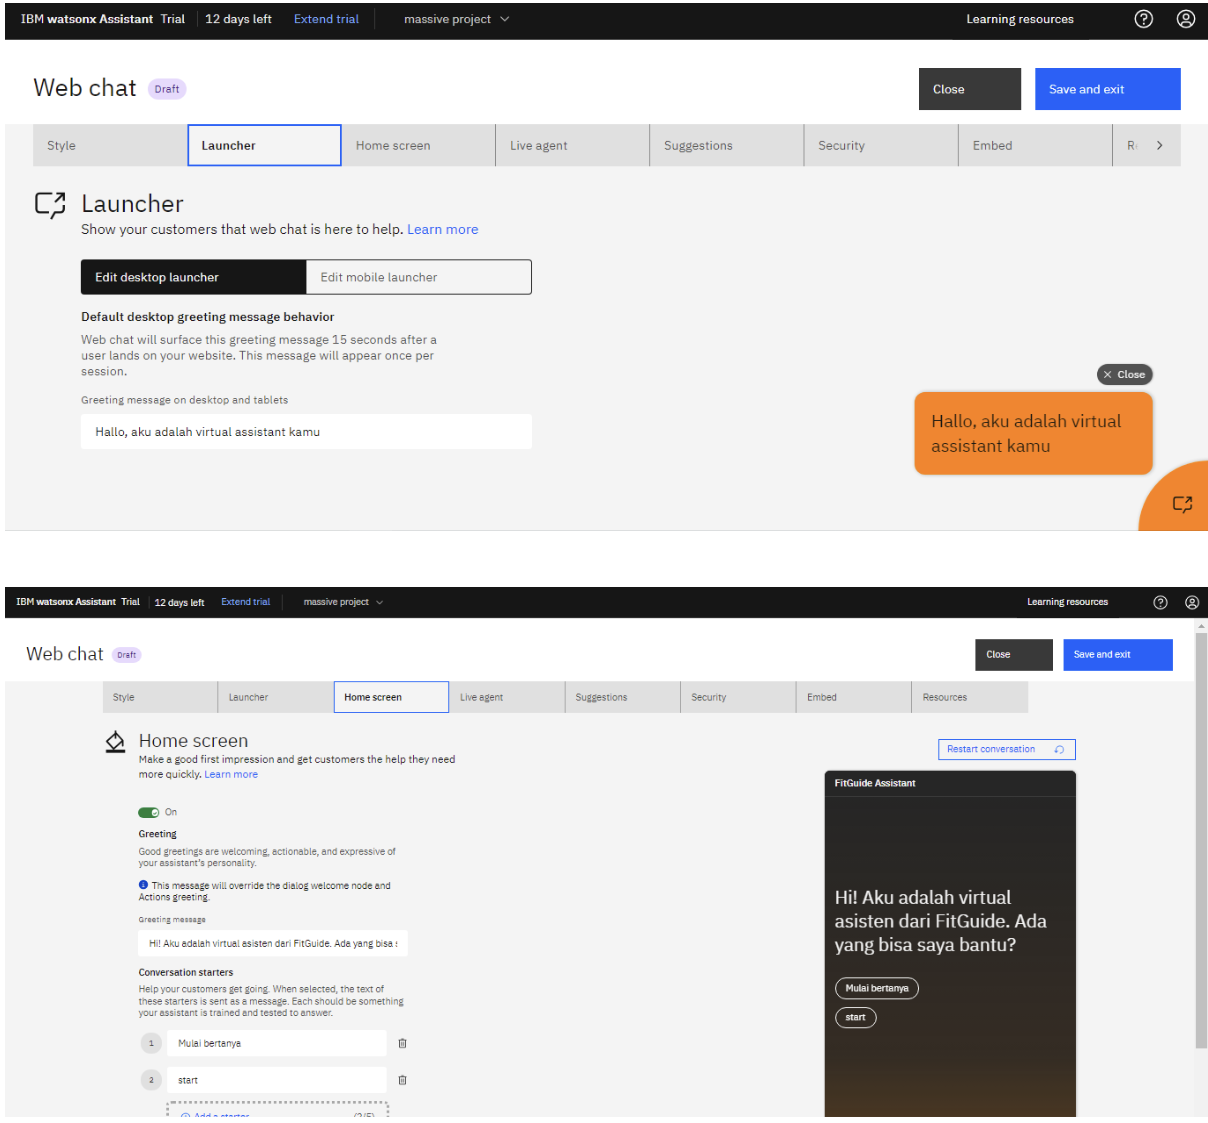 IBM watsonx Assistant Trial 12 days left Extend trial massive project Learning resources
Web chat Draft Close Save and exit
Style Launcher Home screen Live agent Suggestions Security Embed
Launcher
Show your customers that web chat is here to help. Learn more
Edit desktop launcher Edit mobile launcher
Default desktop greeting message behavior
Web chat will surface this greeting message 15 seconds after a
user lands on your website. This message will appear once per
session.
Greeting message on desktop and tablets
Hallo, aku adalah virtual assistant kamu
× Close
Hallo, aku adalah virtual
assistant kamu
IBM watsonx Assistant Trial 12 days left Extend trial massive project Learning resources
Web chat Draft Close Save and exit
Style Launcher Home screen Live agent Suggestions Security Embed Resources
Home screen
Make a good first impression and get customers the help they need
more quickly. Learn more
On
Greeting
Good greetings are welcoming, actionable, and expressive of
your assistant's personality.
This message will override the dialog welcome node and
Actions greeting.
Greeting message
Hi! Aku adalah virtual asisten dari FitGuide. Ada yang bisa
Conversation starters
Help your customers get going. When selected, the text of
these starters is sent as a message. Each should be something
your assistant is trained and tested to answer.
1 Mulai bertanya
2 start
Add a starter (2/5)
Restart conversation
FitGuide Assistant
Hi! Aku adalah virtual
asisten dari FitGuide. Ada
yang bisa saya bantu?
Mulai bertanya
start